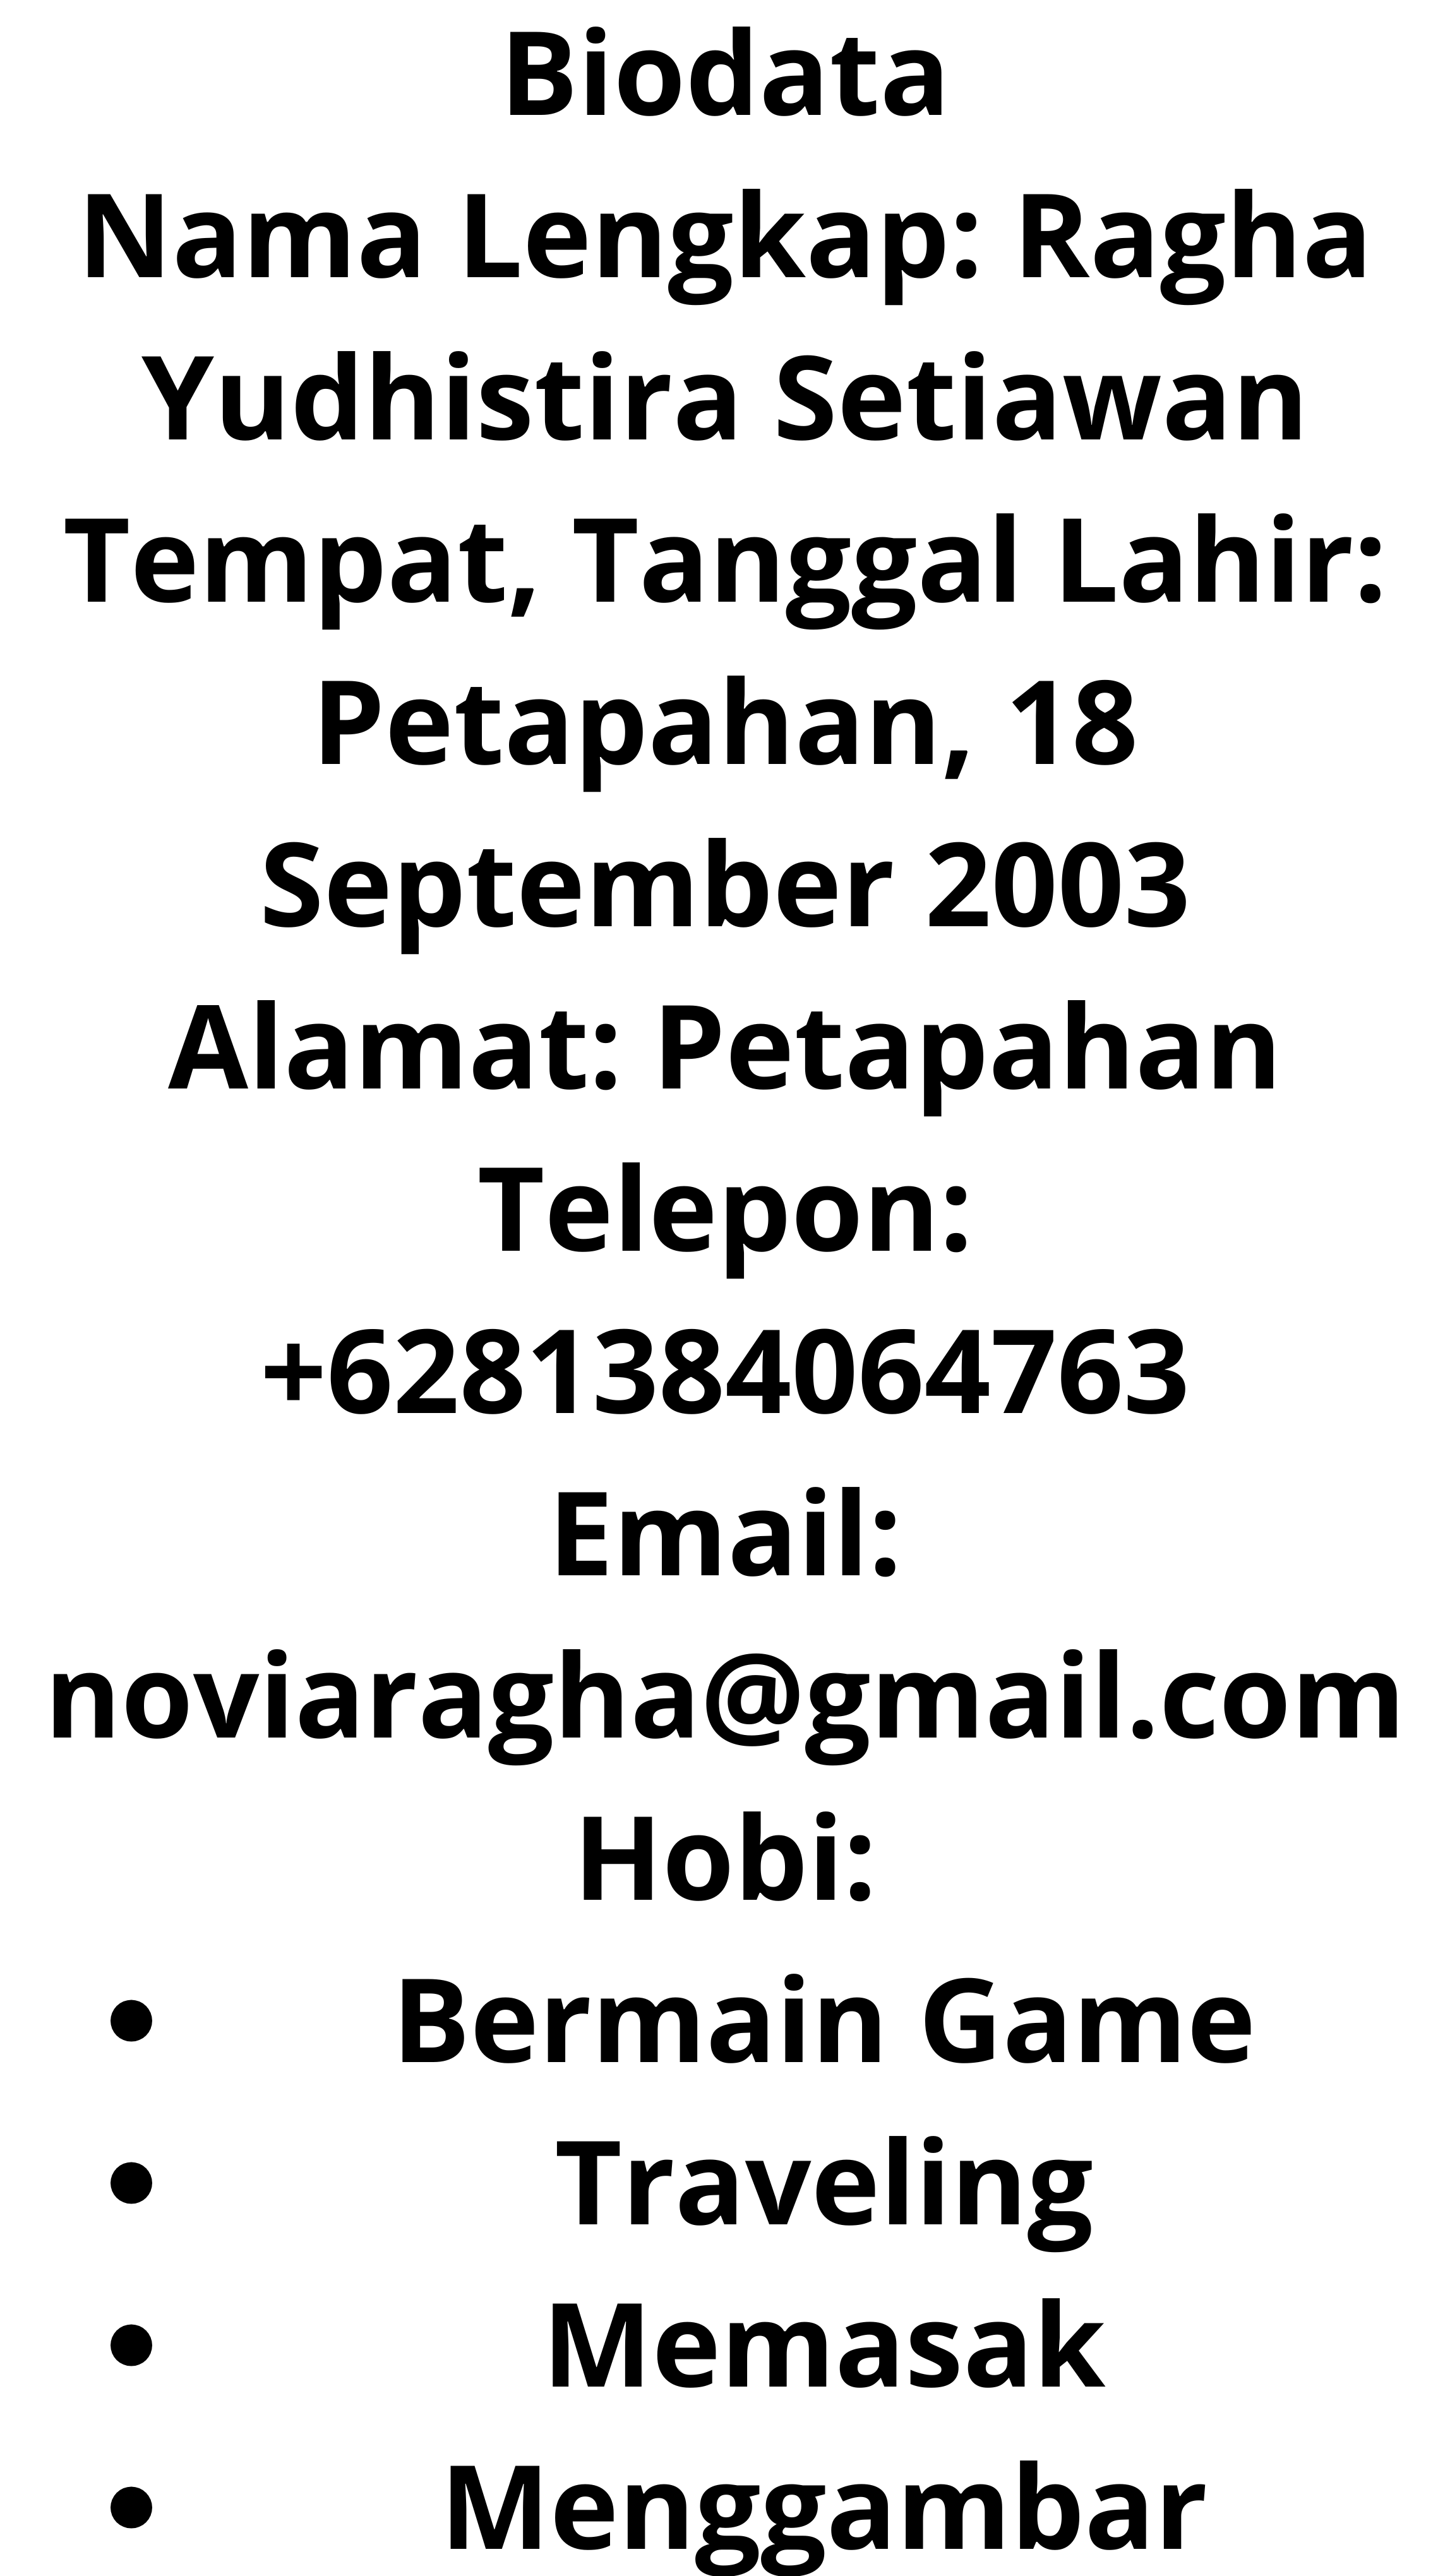 Biodata
Nama Lengkap: Ragha
Yudhistira Setiawan
Tempat, Tanggal Lahir:
Petapahan, 18
September 2003
Alamat: Petapahan
Telepon:
+6281384064763
Email:
noviaragha@gmail.com
Hobi:
• Bermain Game
• Traveling
• Memasak
• Menggambar